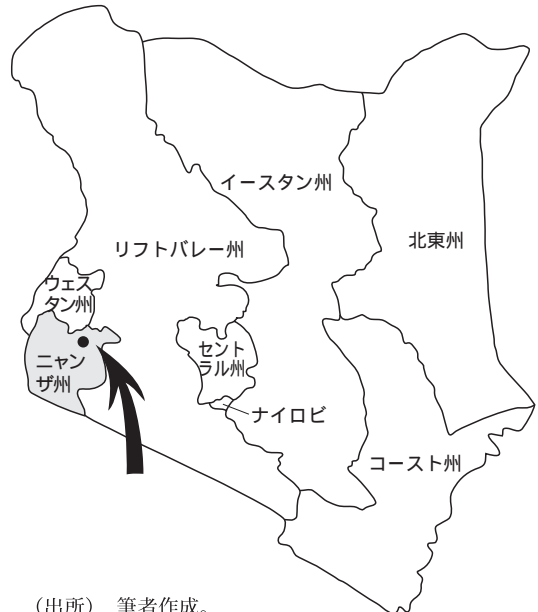 イースタン州
リフトバレー州
北東州
ウェス
タン州
セント
ラル州
ニャン
ザ州
ナイロビ
コースト州
（出所） 筆者作成。